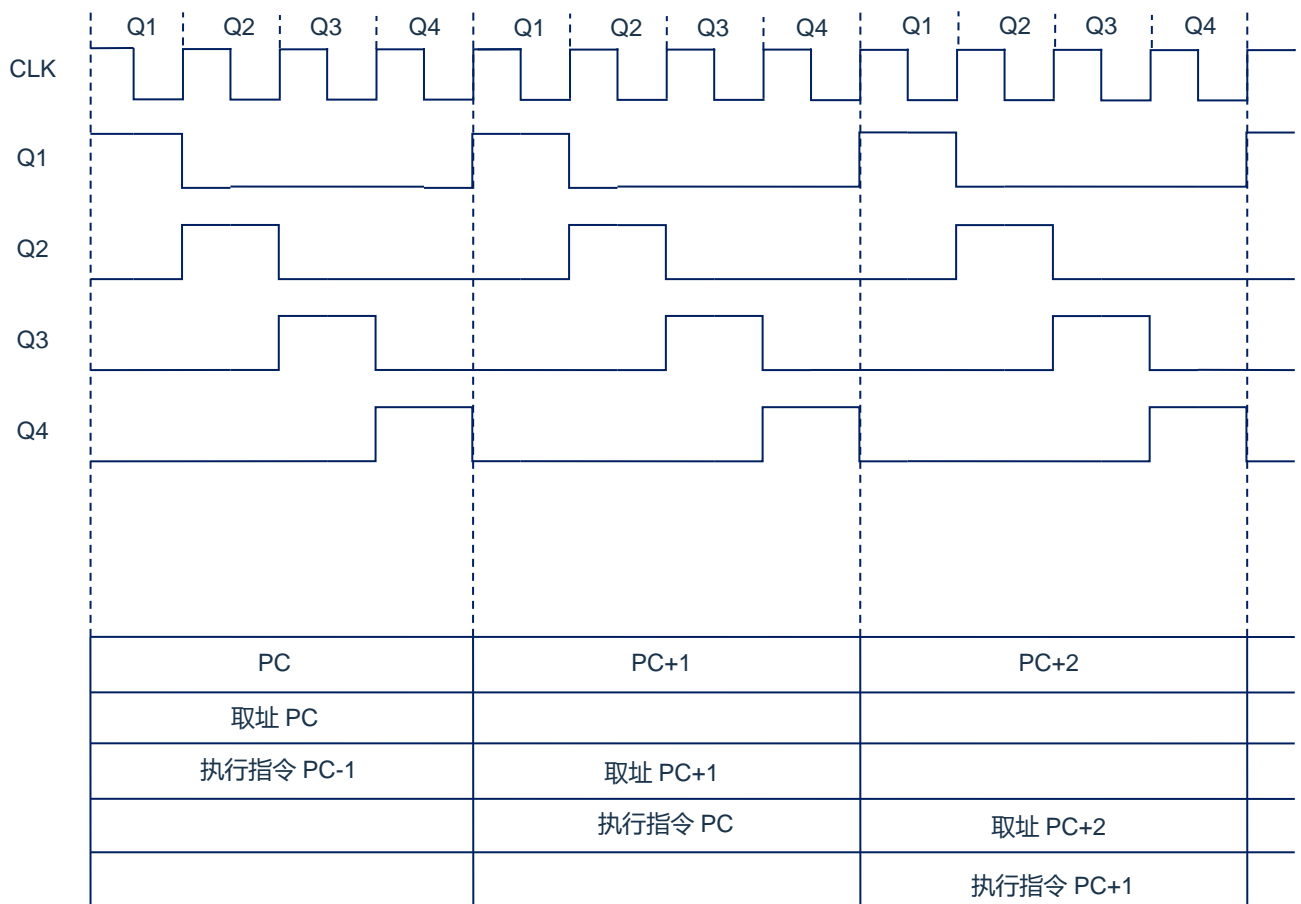 Q1 Q2 Q3 Q4 Q1 Q2 Q3 Q4 Q1 Q2 Q3 Q4
CLK
Q1
Q2
Q3
Q4
PC PC+1 PC+2
取址 PC
执行指令 PC-1 取址 PC+1
执行指令 PC 取址 PC+2
执行指令 PC+1